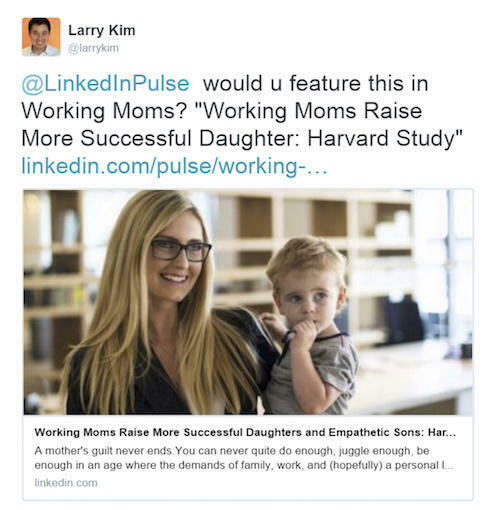 Larry Kim
@larrykim
@LinkedInPulse would u feature this in
Working Moms? "Working Moms Raise
More Successful Daughter: Harvard Study"
linkedin.com/pulse/working-...
Working Moms Raise More Successful Daughters and Empathetic Sons: Har...
A mother's guilt never ends.You can never quite do enough, juggle enough, be
enough in an age where the demands of family, work, and (hopefully) a personal l...
linkedin.com